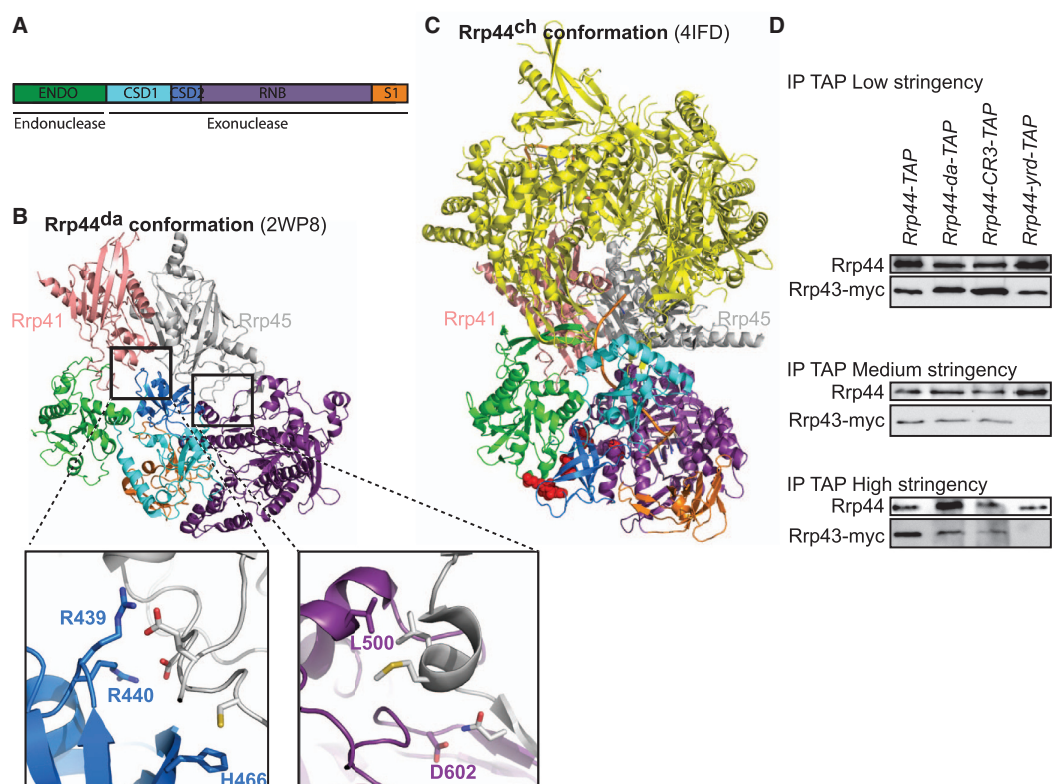 A
ENDO CSD1 CSD2 RNB S1
Endonuclease Exonuclease
B
Rrp44da conformation (2WP8)
Rrp41
Rrp45
R439
R440
H466
L500
D602
C
Rrp44ch conformation (4IFD)
Rrp41
Rrp45
D
IP TAP Low stringency
Rrp44-TAP
Rrp44-da-TAP
Rrp44-CR3-TAP
Rrp44-yrd-TAP
Rrp44
Rrp43-myc
IP TAP Medium stringency
Rrp44
Rrp43-myc
IP TAP High stringency
Rrp44
Rrp43-myc